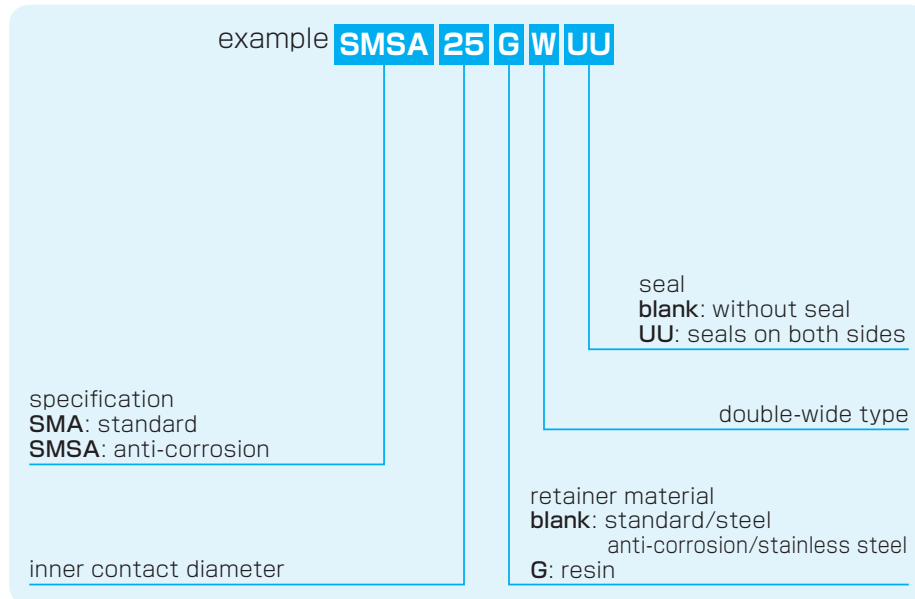 example SMSA 25 G W UU
seal
blank: without seal
UU: seals on both sides
specification
SMA: standard
SMSA: anti-corrosion
double-wide type
retainer material
blank: standard/steel
anti-corrosion/stainless steel
G: resin
inner contact diameter